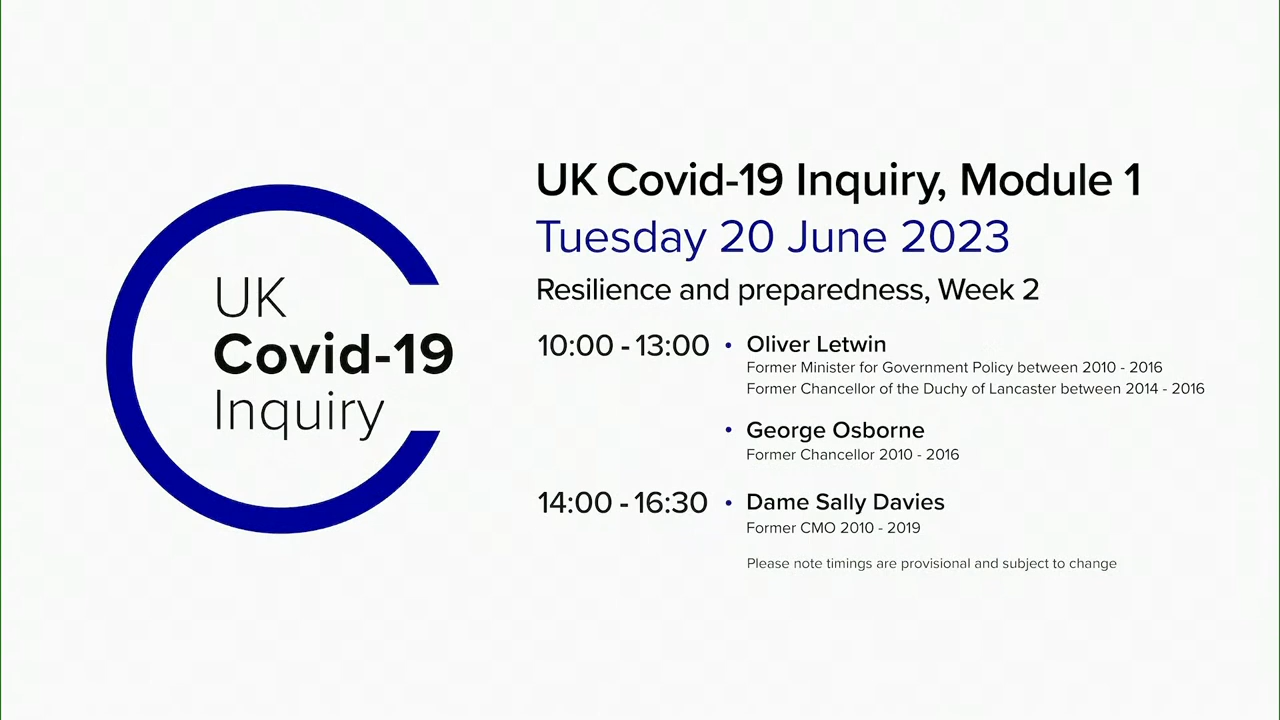 UK
Covid-19
Inquiry
UK Covid-19 Inquiry, Module 1
Tuesday 20 June 2023
Resilience and preparedness, Week 2
10:00 - 13:00 • Oliver Letwin
Former Minister for Government Policy between 2010 - 2016
Former Chancellor of the Duchy of Lancaster between 2014 - 2016
• George Osborne
Former Chancellor 2010 - 2016
14:00 - 16:30 • Dame Sally Davies
Former CMO 2010 - 2019
Please note timings are provisional and subject to change